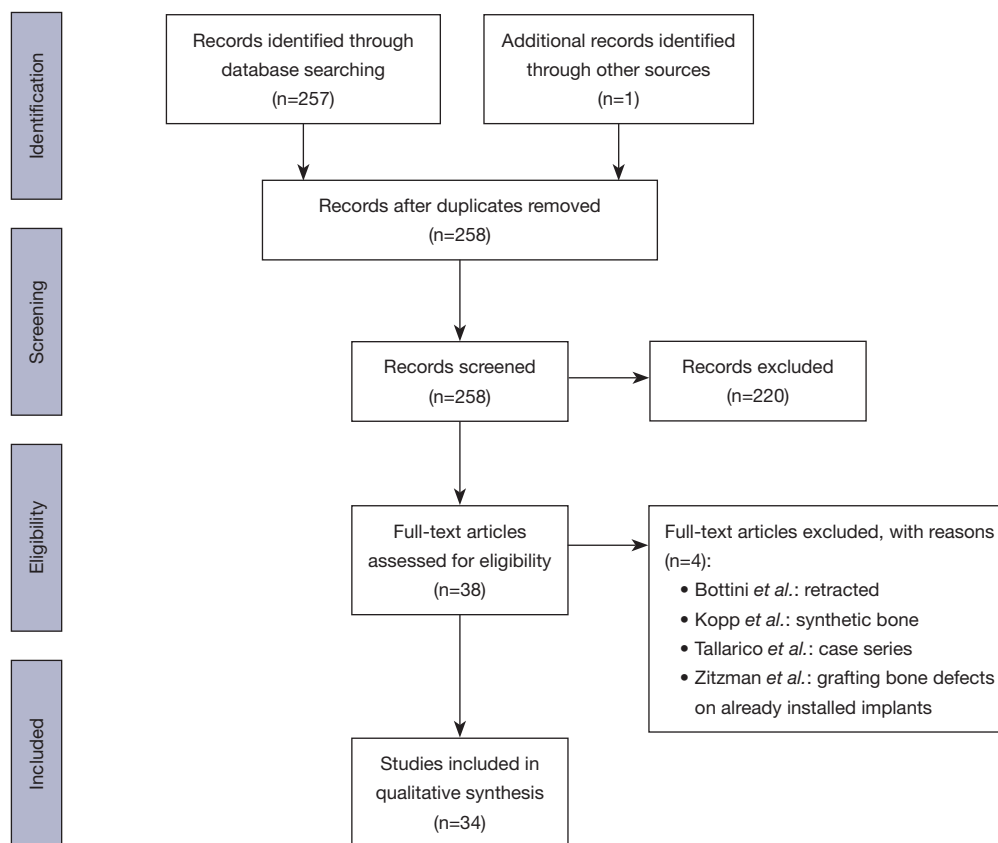 Identification
Records identified through
database searching
(n=257)
Additional records identified
through other sources
(n=1)
Records after duplicates removed
(n=258)
Screening
Records screened
(n=258)
Records excluded
(n=220)
Eligibility
Full-text articles
assessed for eligibility
(n=38)
Full-text articles excluded, with reasons
(n=4):
• Bottini et al.: retracted
• Kopp et al.: synthetic bone
• Tallarico et al.: case series
• Zitzman et al.: grafting bone defects
on already installed implants
Included
Studies included in
qualitative synthesis
(n=34)